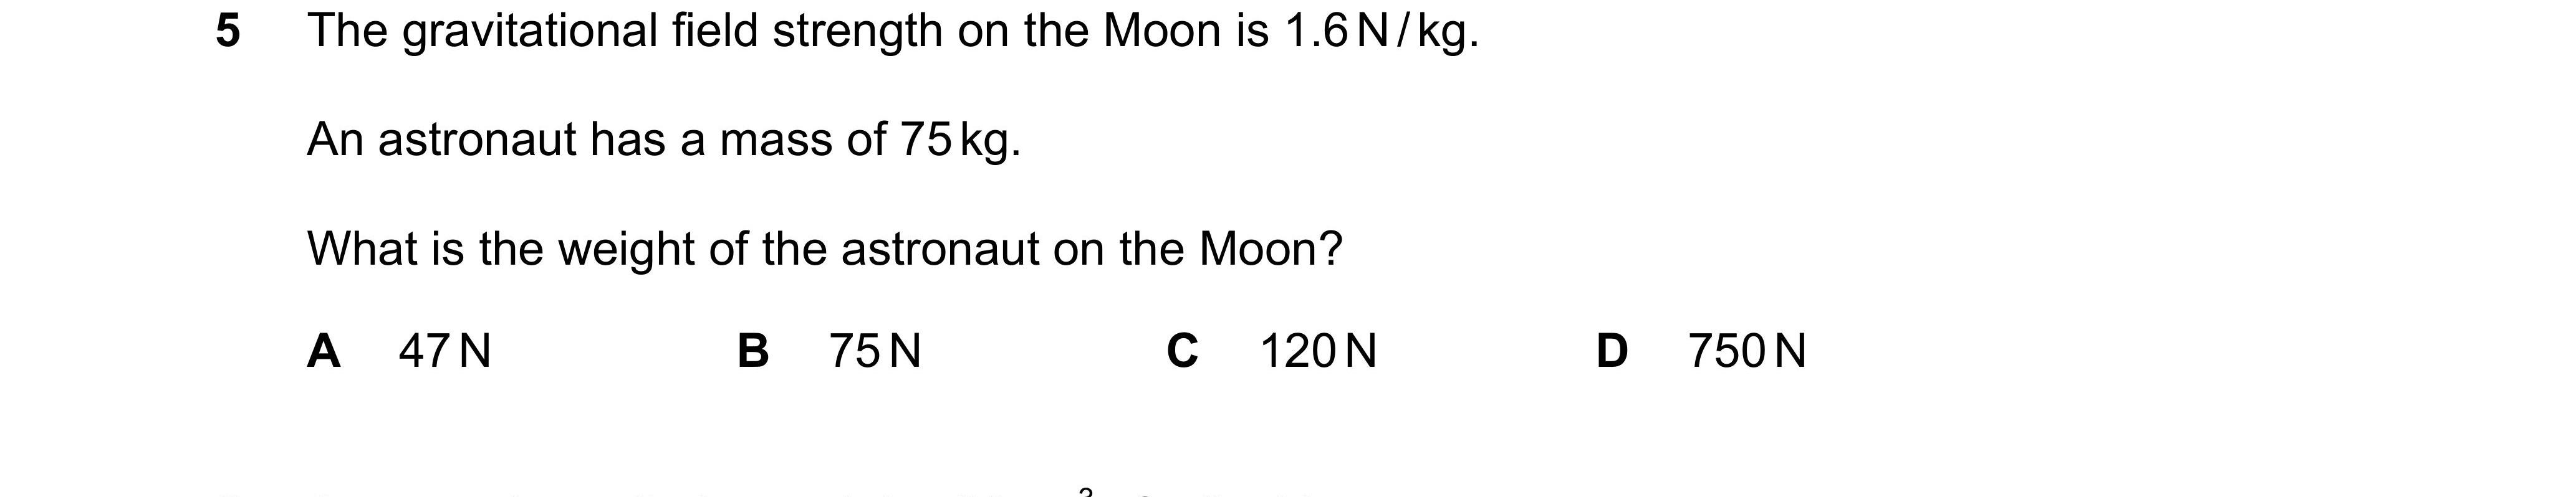 5 The gravitational field strength on the Moon is 1.6 N / kg.
An astronaut has a mass of 75 kg.
What is the weight of the astronaut on the Moon?
A 47 N B 75 N C 120 N D 750 N